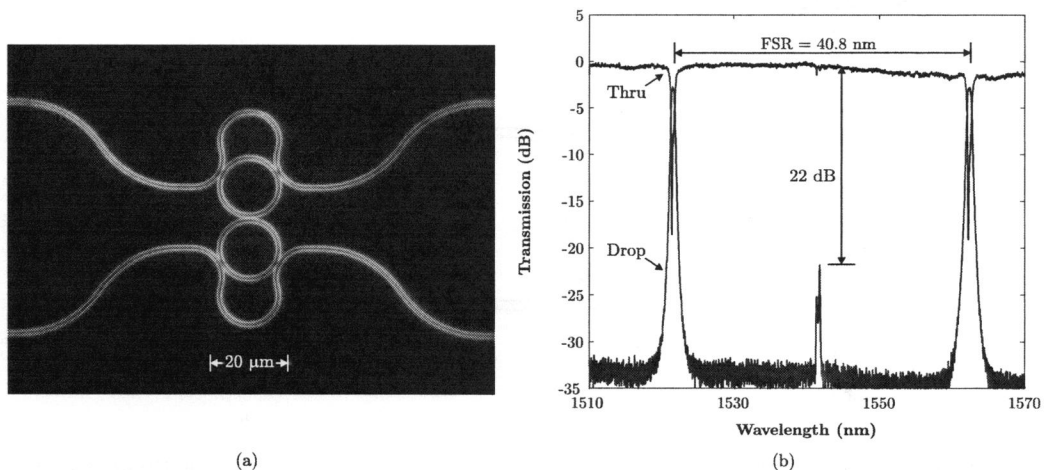 20 μm
(a)
5
0
-5
-10
-15
-20
-25
-30
-35
Transmission (dB)
FSR = 40.8 nm
Thru
22 dB
Drop
1510
1530
1550
1570
Wavelength (nm)
(b)